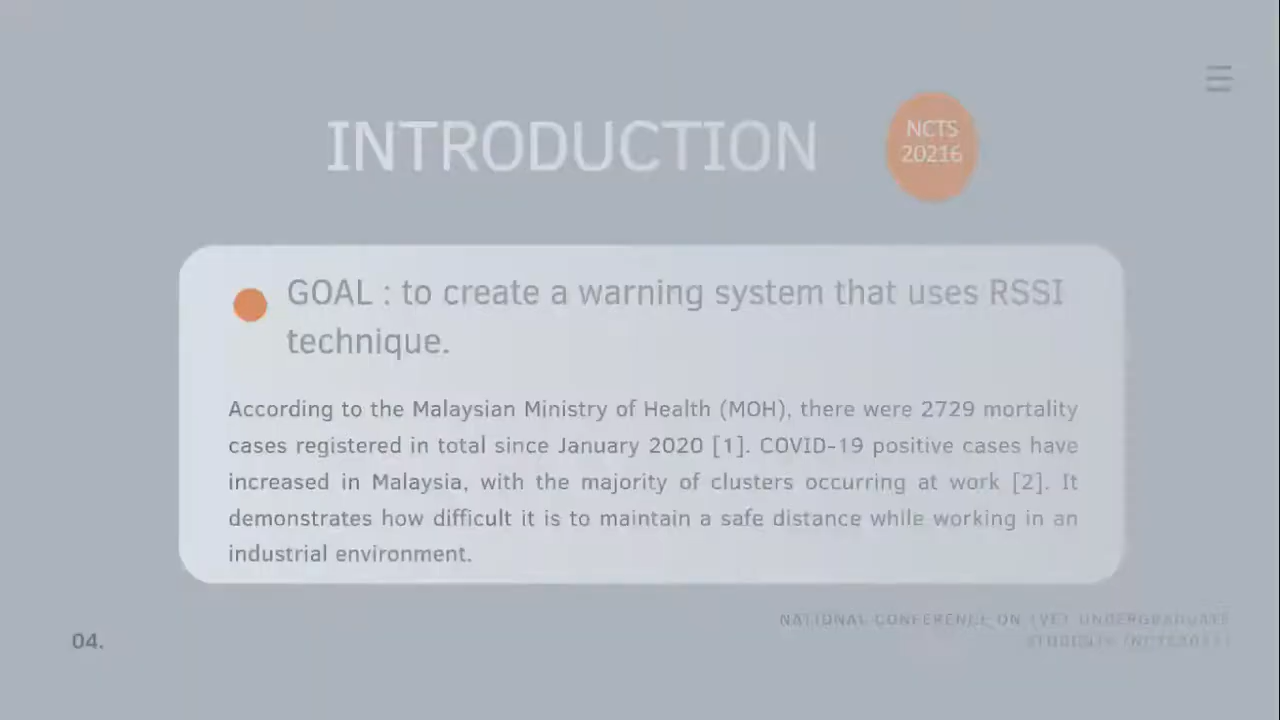 INTRODUCTION
NCTS
20216
GOAL : to create a warning system that uses RSSI
technique.
According to the Malaysian Ministry of Health (MOH), there were 2729 mortality
cases registered in total since January 2020 [1]. COVID-19 positive cases have
increased in Malaysia, with the majority of clusters occurring at work [2]. It
demonstrates how difficult it is to maintain a safe distance while working in an
industrial environment.
NATIONAL CONFERENCE ON TVET UNDERGRADUATE
STUDENTS
04.